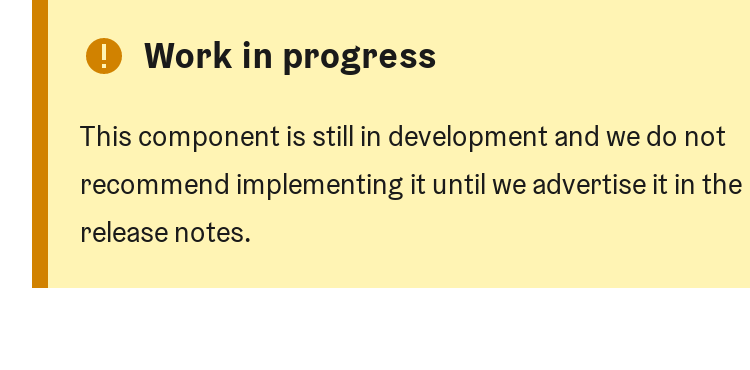 Work in progress
This component is still in development and we do not
recommend implementing it until we advertise it in the
release notes.